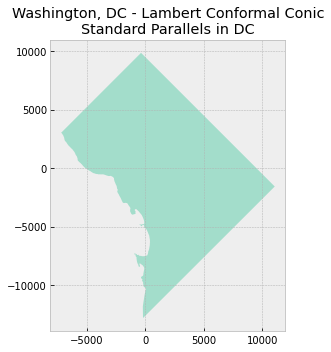 Washington, DC - Lambert Conformal Conic
Standard Parallels in DC
10000
5000
0
−5000
−10000
−5000 0 5000 10000